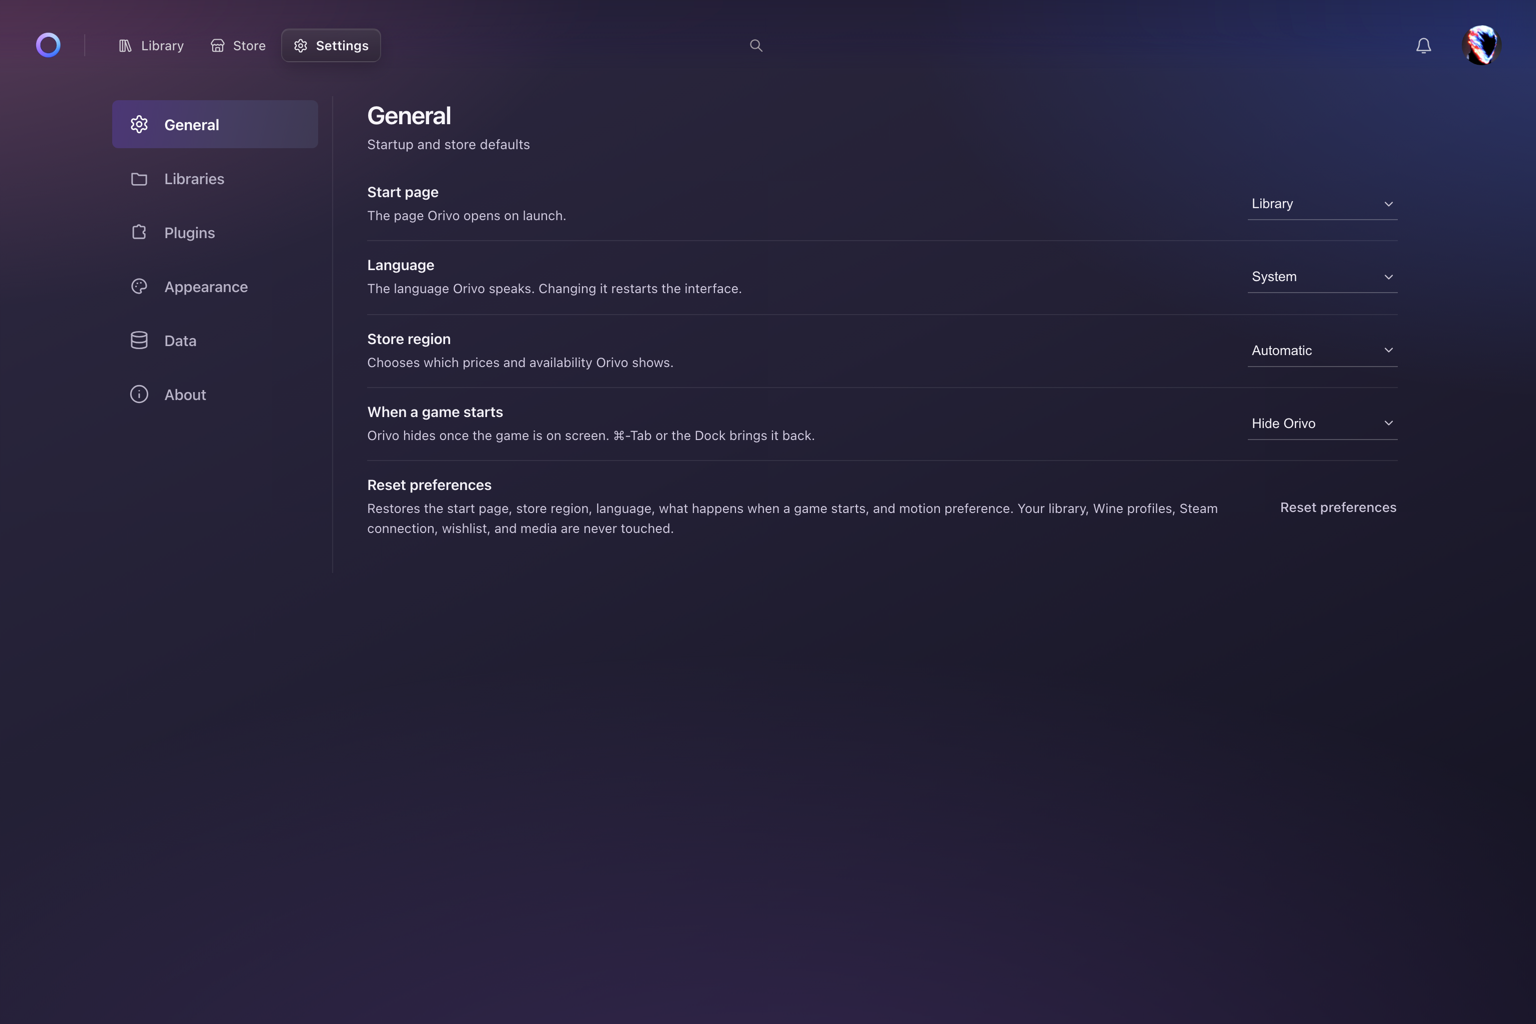 Library
Store
Settings
General
Libraries
Plugins
Appearance
Data
About
General
Startup and store defaults
Start page
The page Orivo opens on launch.
Library
Language
The language Orivo speaks. Changing it restarts the interface.
System
Store region
Chooses which prices and availability Orivo shows.
Automatic
When a game starts
Orivo hides once the game is on screen. ⌘-Tab or the Dock brings it back.
Hide Orivo
Reset preferences
Restores the start page, store region, language, what happens when a game starts, and motion preference. Your library, Wine profiles, Steam
connection, wishlist, and media are never touched.
Reset preferences